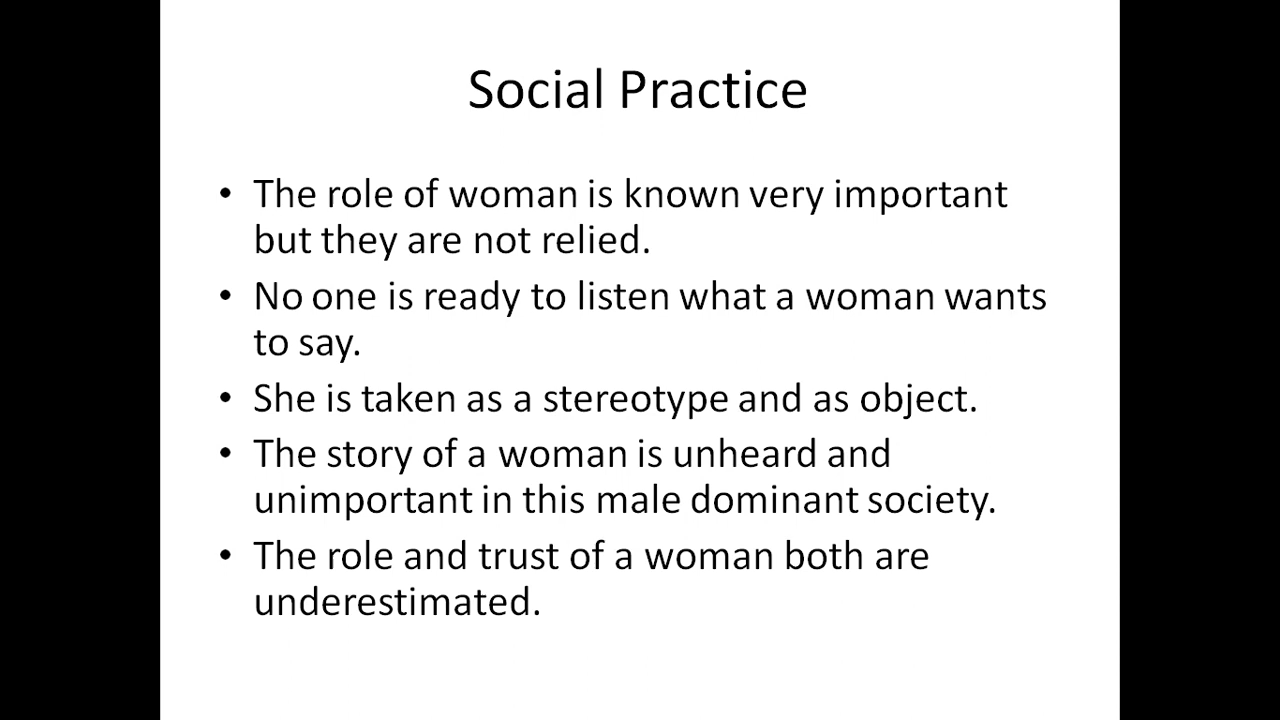 Social Practice
• The role of woman is known very important
but they are not relied.
• No one is ready to listen what a woman wants
to say.
• She is taken as a stereotype and as object.
• The story of a woman is unheard and
unimportant in this male dominant society.
• The role and trust of a woman both are
underestimated.